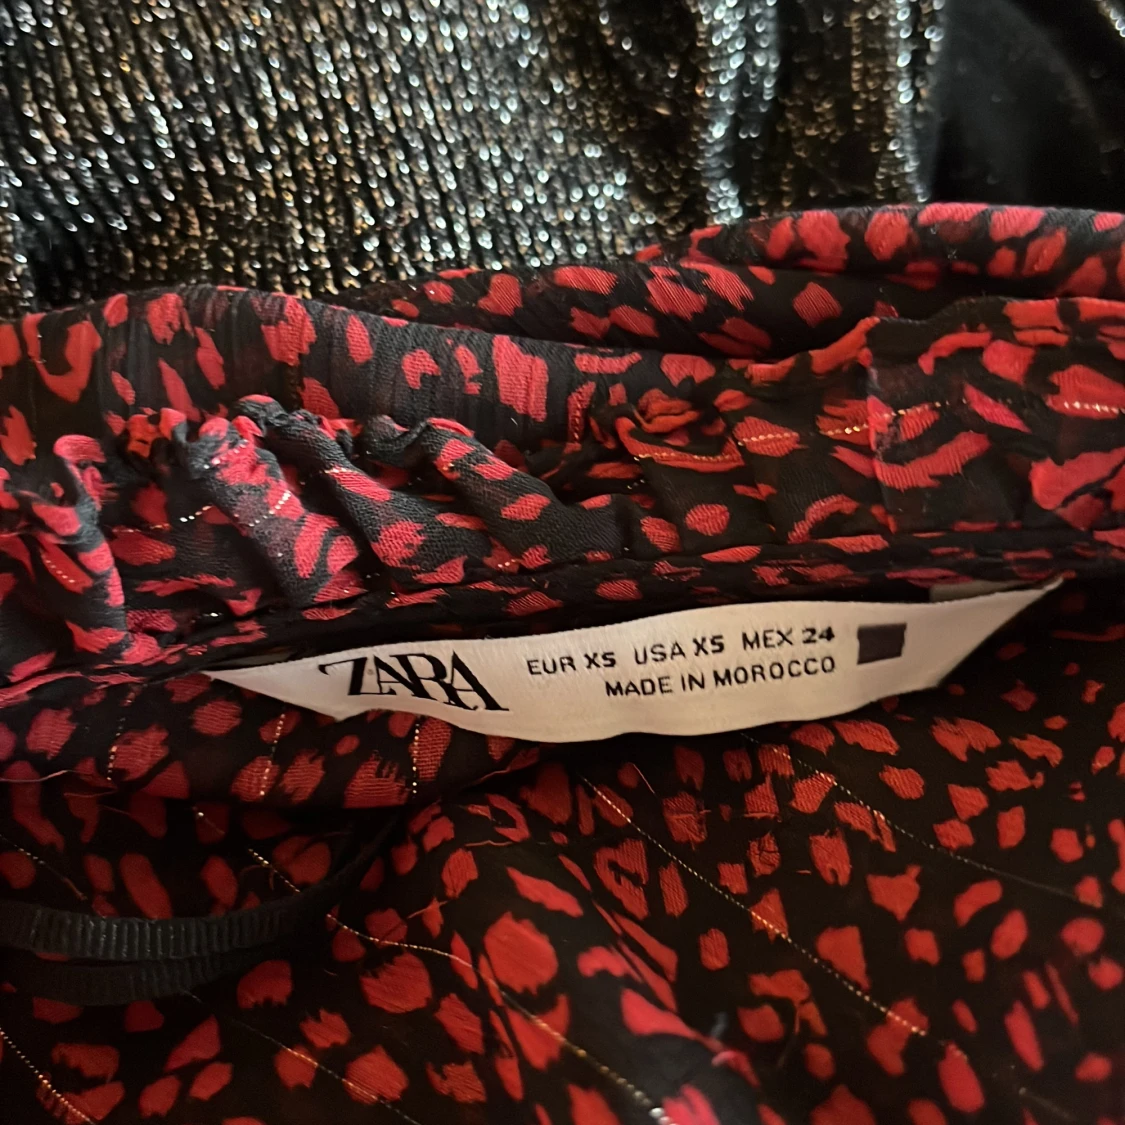 ZARA
EUR XS USA XS MEX 24
MADE IN MOROCCO